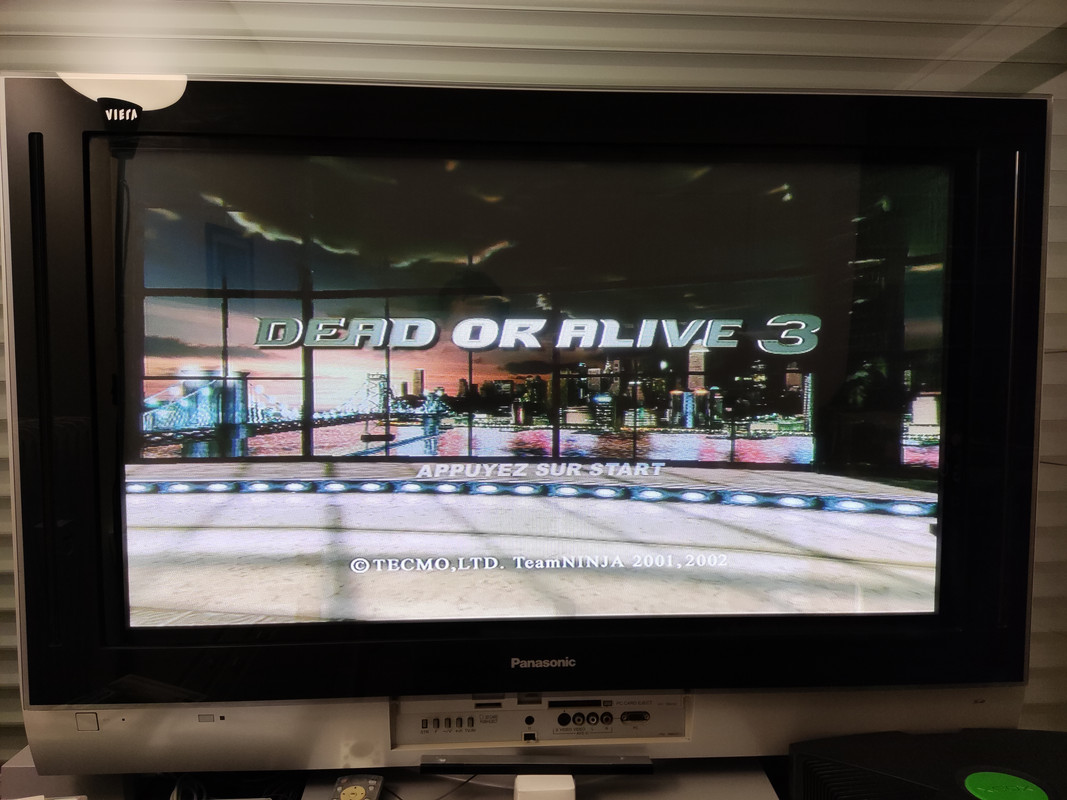 VIERA
DEAD OR ALIVE 3
APPUYEZ SUR START
©TECMO,LTD. TeamNINJA 2001,2002
Panasonic